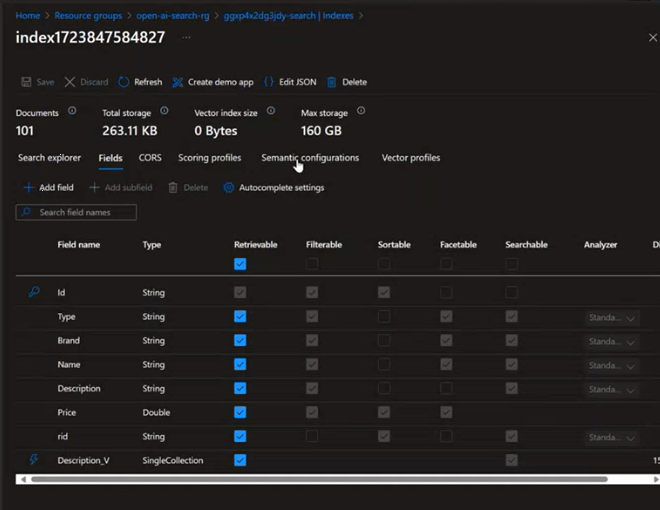 Home > Resource groups > open-ai-search-rg > ggxp4x2dg3jdy-search | Indexes >
index1723847584827 ...
Save Discard Refresh Create demo app Edit JSON Delete
Documents Total storage Vector index size Max storage
101 263.11 KB 0 Bytes 160 GB
Search explorer Fields CORS Scoring profiles Semantic configurations Vector profiles
Add field Add subfield Delete Autocomplete settings
Search field names
Field name Type Retrievable Filterable Sortable Facetable Searchable Analyzer Di
Id String
Type String Standa...
Brand String Standa...
Name String Standa...
Description String Standa...
Price Double
rid String Standa...
Description_V SingleCollection 15